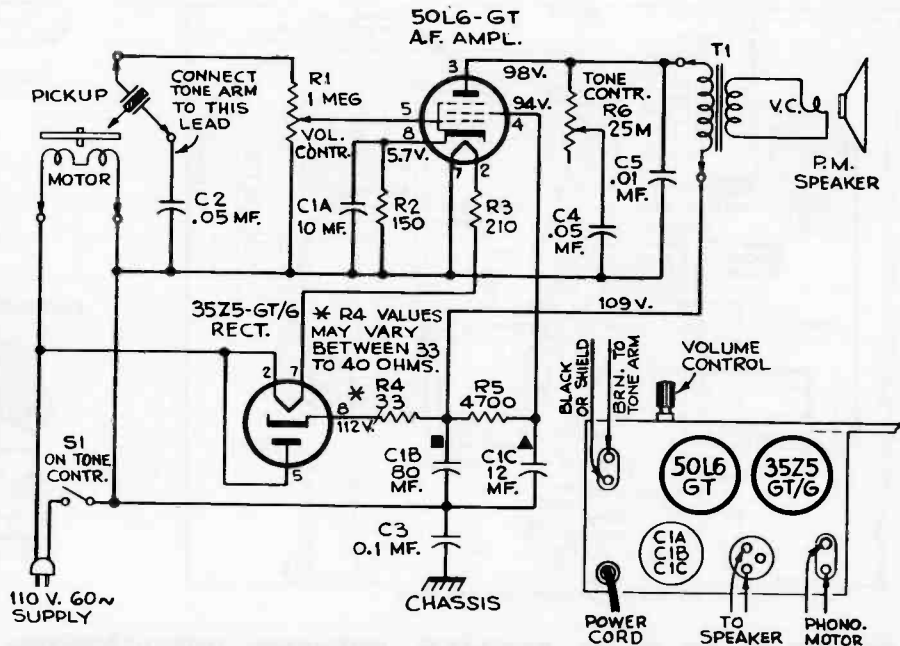 50L6-GT
A.F. AMPL.
PICKUP
CONNECT
TONE ARM
TO THIS
LEAD
MOTOR
C2
.05 MF.
R1
1 MEG
VOL.
CONTR.
3
5
8
4
7
2
98V.
94V.
5.7V.
C1A
10 MF.
R2
150
R3
210
TONE
CONTR.
R6
25M
C4
.05
MF.
C5
.01
MF.
T1
V.C.
P.M.
SPEAKER
109V.
35Z5-GT/G
RECT.
* R4 VALUES
MAY VARY
BETWEEN 33
TO 40 OHMS.
2
7
8
5
*
R4
33
112V.
R5
4700
C1B
80
MF.
C1C
12
MF.
C3
0.1 MF.
CHASSIS
S1
ON TONE
CONTR.
110 V. 60~
SUPPLY
BLACK
OR SHIELD
BRN. TO
TONE ARM
VOLUME
CONTROL
50L6
GT
35Z5
GT/G
C1A
C1B
C1C
POWER
CORD
TO
SPEAKER
PHONO.
MOTOR